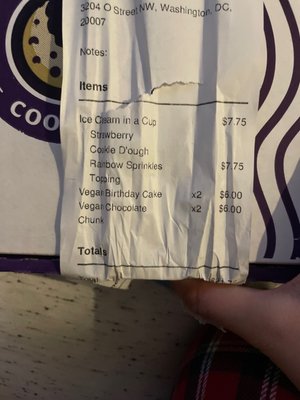 3204 O Street NW, Washington, DC,
20007
Notes:
Items
Ice Cream in a Cup $7.75
Strawberry
Cookie D'ough
Rainbow Sprinkles $7.75
Topping
Vegan Birthday Cake x2 $6.00
Vegan Chocolate x2 $6.00
Chunk
Totals
COO